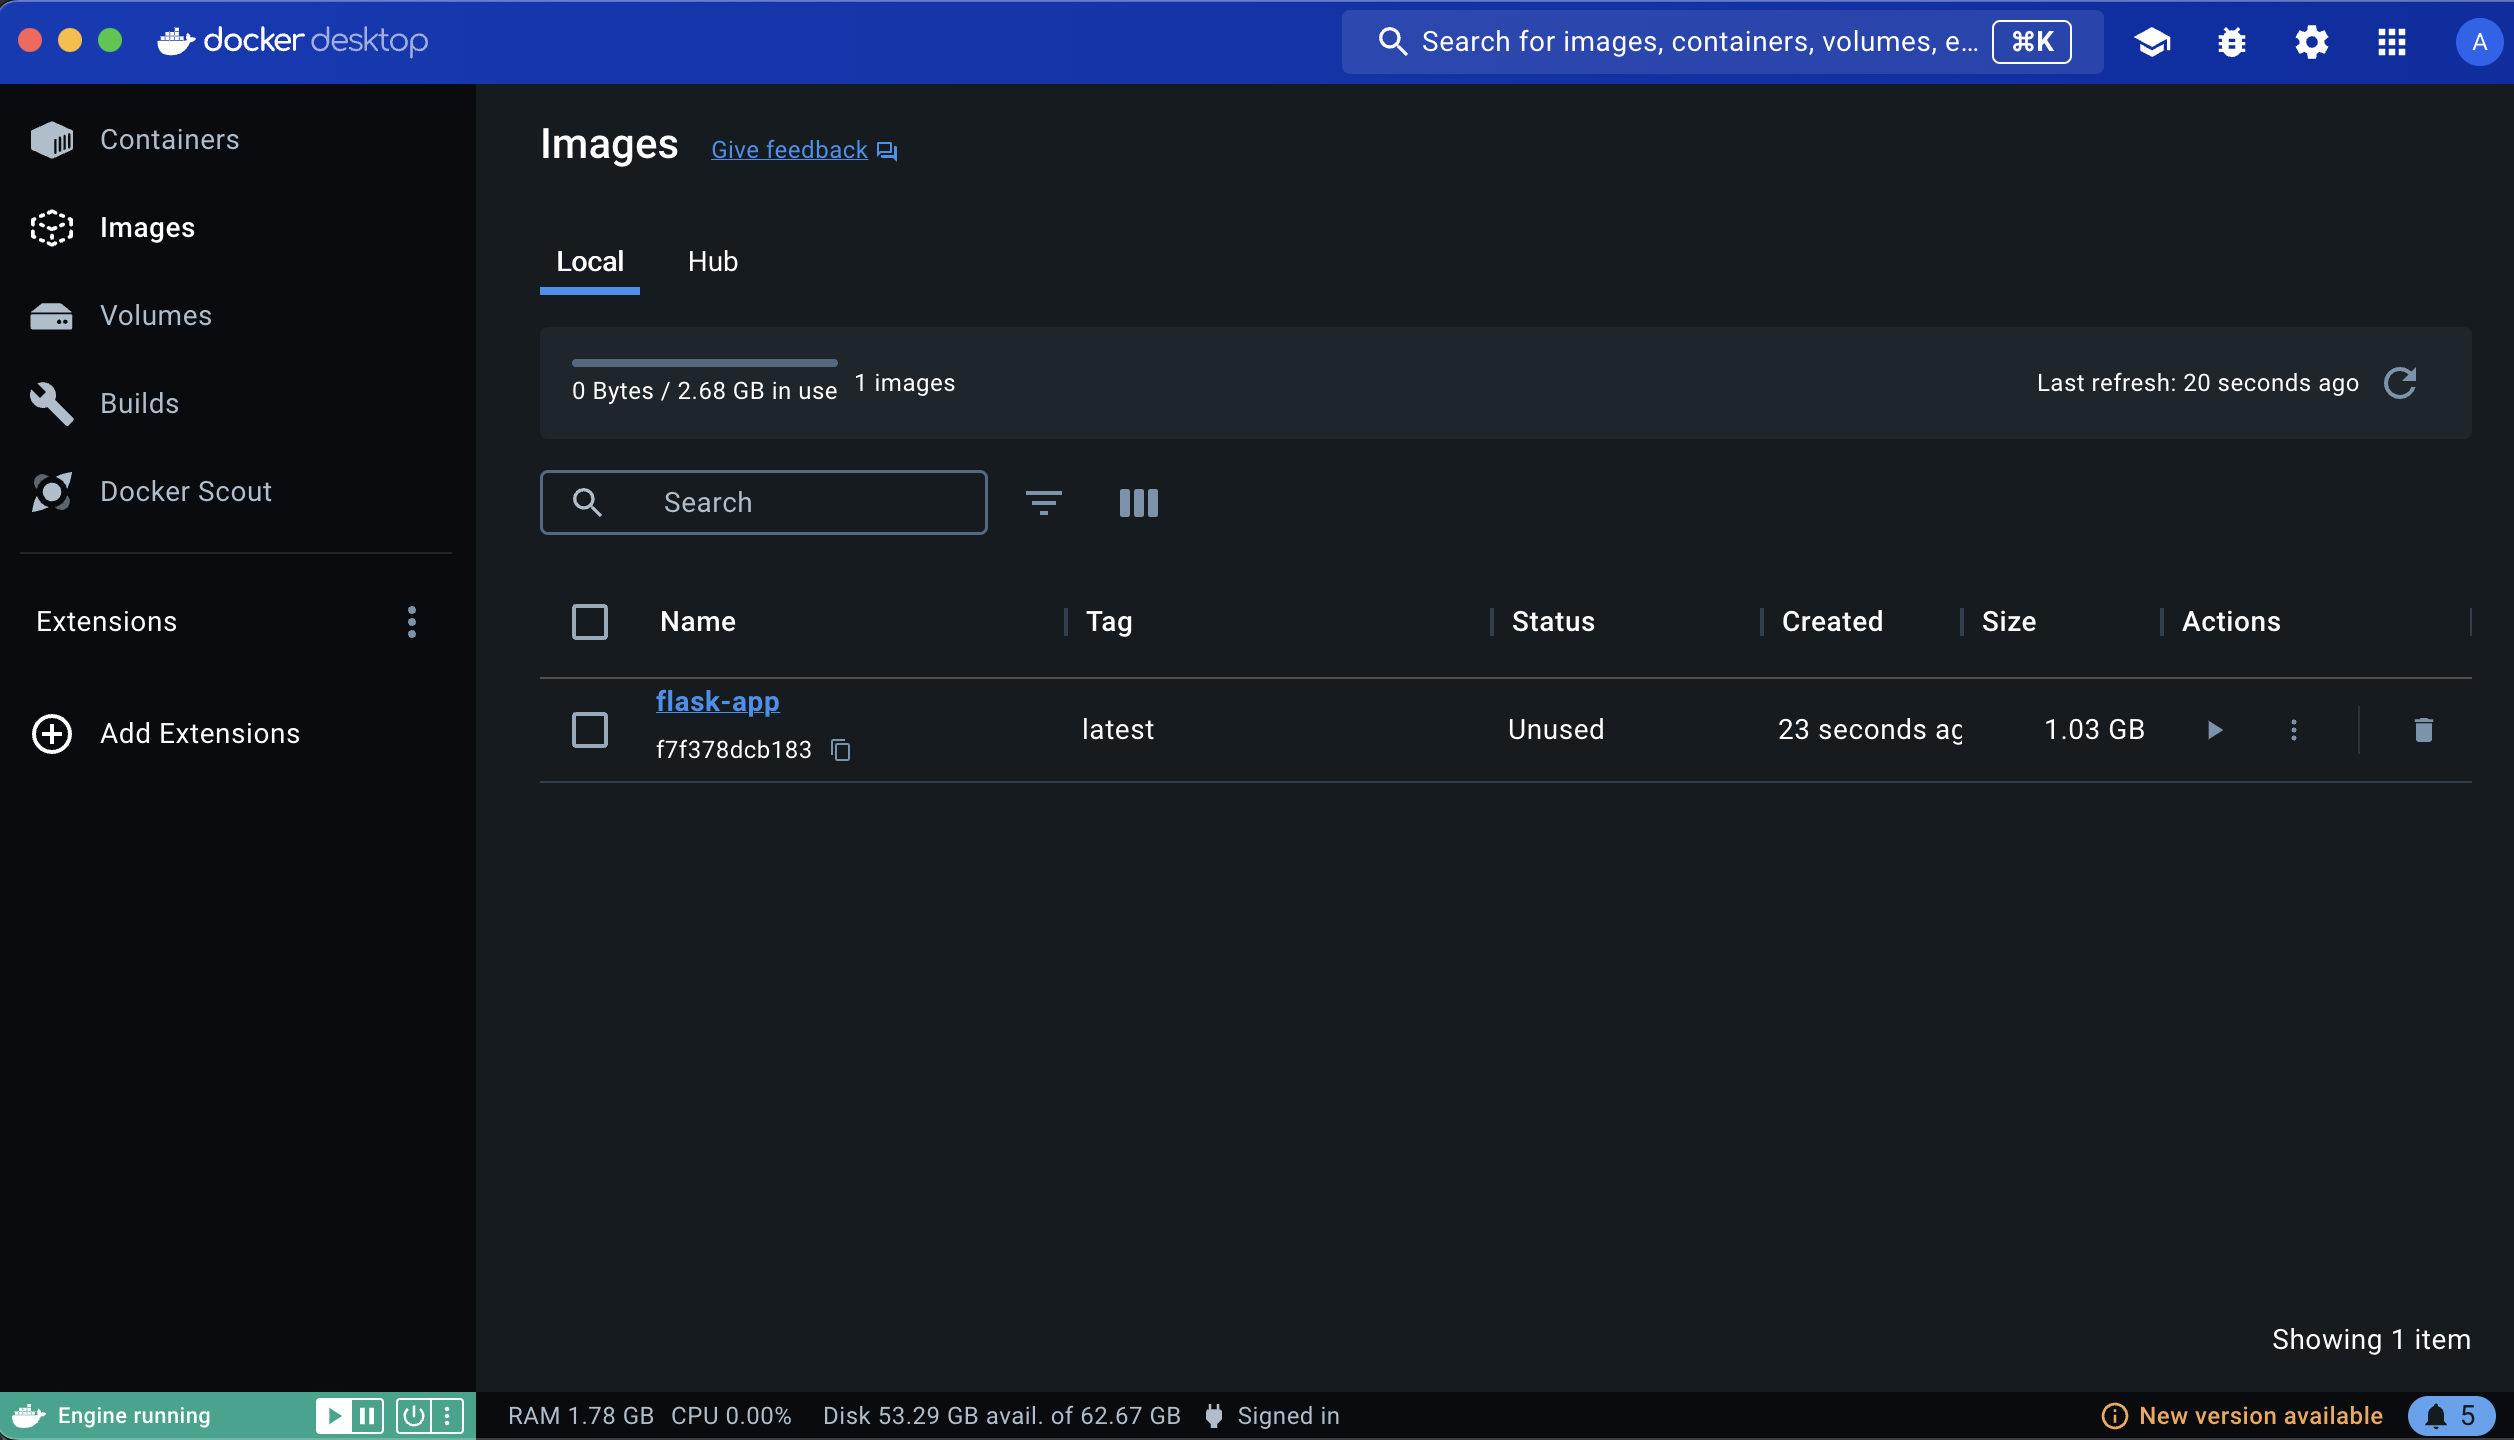 docker desktop
Search for images, containers, volumes, e...
⌘K
A
Containers
Images
Volumes
Builds
Docker Scout
Extensions
Add Extensions
Images
Give feedback
Local
Hub
0 Bytes / 2.68 GB in use
1 images
Last refresh: 20 seconds ago
Search
Name
Tag
Status
Created
Size
Actions
flask-app
f7f378dcb183
latest
Unused
23 seconds ag
1.03 GB
Showing 1 item
Engine running
RAM 1.78 GB CPU 0.00% Disk 53.29 GB avail. of 62.67 GB Signed in
New version available
5